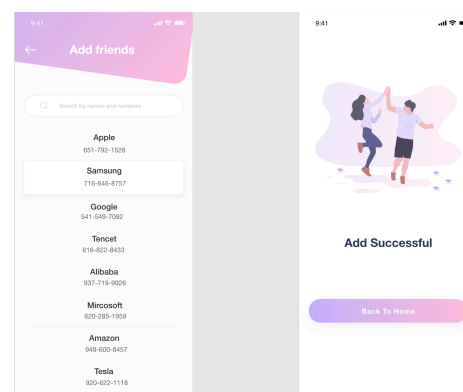 9:41
Add friends
Search by names and numbers
Apple
651-792-1528
Samsung
716-646-8757
Google
541-549-7092
Tencet
616-822-8433
Alibaba
937-719-9926
Mircosoft
620-285-1959
Amazon
949-600-8457
Tesla
920-622-1118
9:41
Add Successful
Back To Home